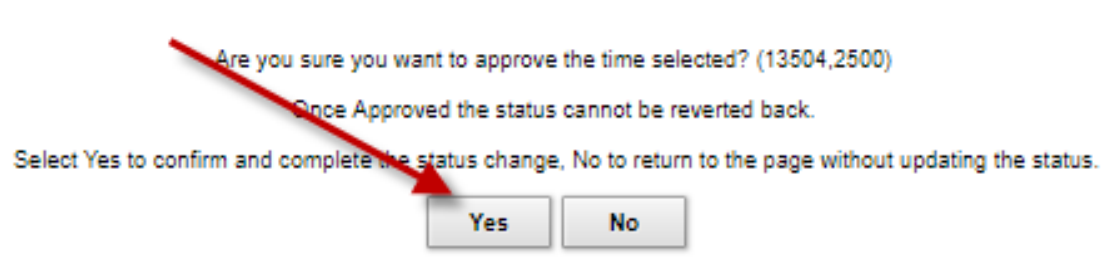 Are you sure you want to approve the time selected? (13504,2500)
Once Approved the status cannot be reverted back.
Select Yes to confirm and complete the status change, No to return to the page without updating the status.
Yes No